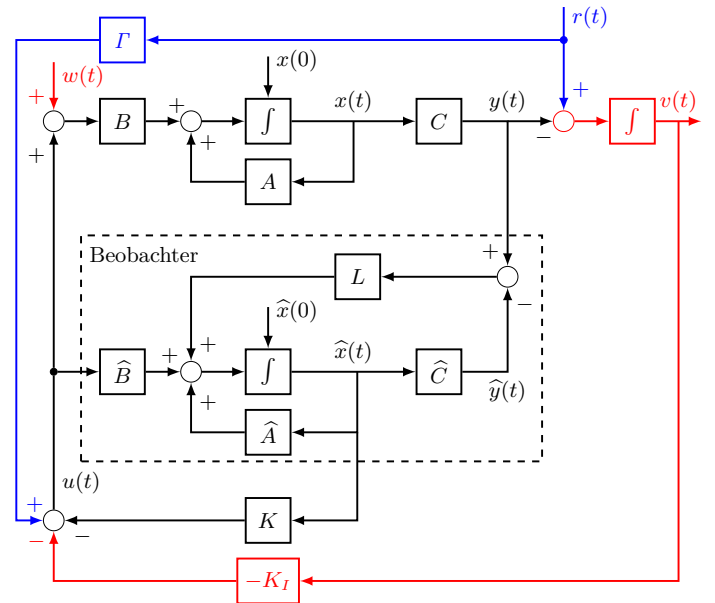 r(t)
Γ
+
x(0)
w(t)
+
+
B
+
+
∫
x(t)
C
y(t)
−
+
∫
v(t)
A
Beobachter
+
L
−
x̂(0)
B̂
+
+
+
∫
x̂(t)
Ĉ
ŷ(t)
Â
u(t)
+
−
−
K
−K_I